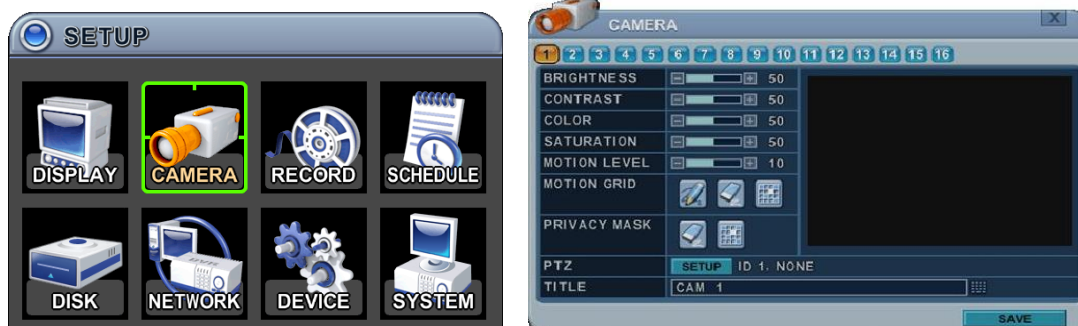 SETUP
DISPLAY CAMERA RECORD SCHEDULE
DISK NETWORK DEVICE SYSTEM
CAMERA X
1 2 3 4 5 6 7 8 9 10 11 12 13 14 15 16
BRIGHTNESS 50
CONTRAST 50
COLOR 50
SATURATION 50
MOTION LEVEL 10
MOTION GRID
PRIVACY MASK
PTZ SETUP ID 1, NONE
TITLE CAM 1
SAVE